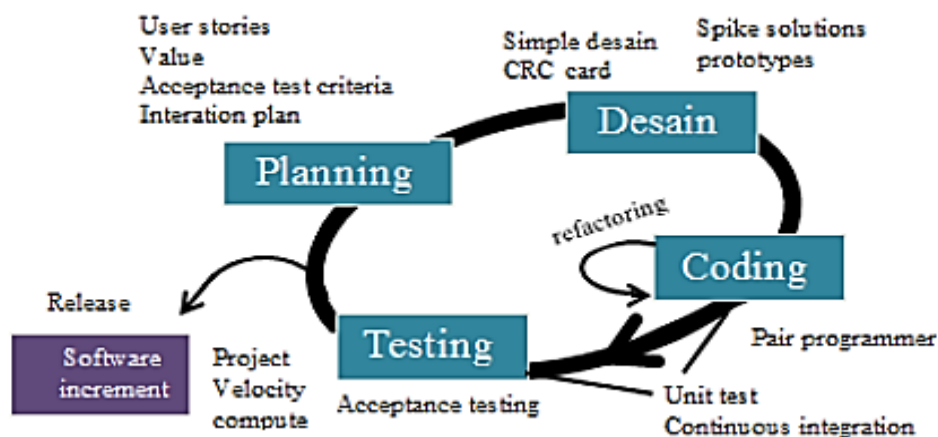 User stories
Value
Acceptance test criteria
Interation plan
Simple desain
CRC card
Spike solutions
prototypes
Desain
Planning
refactoring
Coding
Release
Software
increment
Project
Velocity
compute
Testing
Acceptance testing
Pair programmer
Unit test
Continuous integration